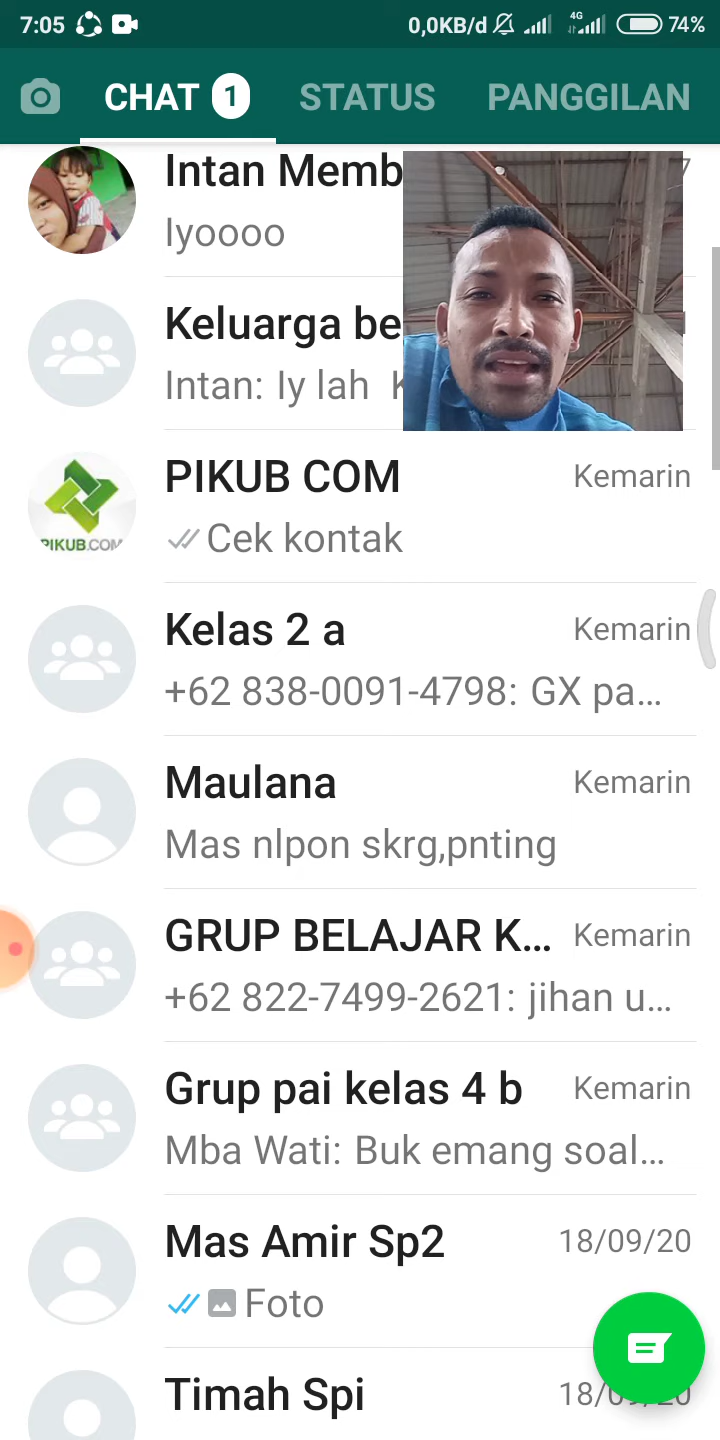 7:05 0,0KB/d 4G 74%
CHAT 1 STATUS PANGGILAN
Intan Memb
Iyoooo
Keluarga be
Intan: Iy lah
PIKUB COM Kemarin
PIKUB.COM
Cek kontak
Kelas 2 a Kemarin
+62 838-0091-4798: GX pa...
Maulana Kemarin
Mas nlpon skrg,pnting
GRUP BELAJAR K... Kemarin
+62 822-7499-2621: jihan u...
Grup pai kelas 4 b Kemarin
Mba Wati: Buk emang soal...
Mas Amir Sp2 18/09/20
Foto
Timah Spi 18/09/20